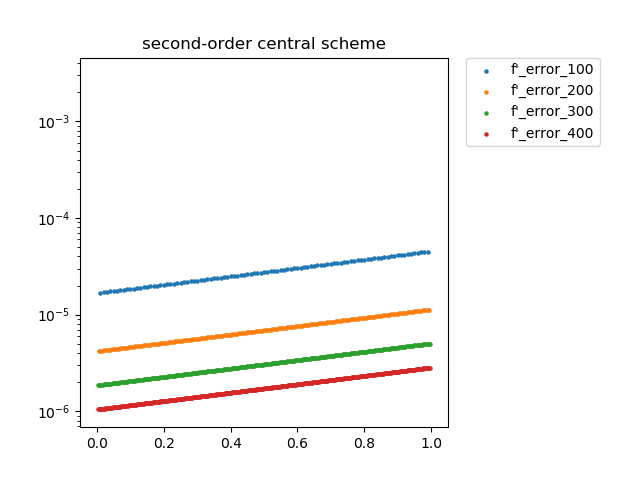 second-order central scheme
f'_error_100
f'_error_200
f'_error_300
f'_error_400
10⁻³
10⁻⁴
10⁻⁵
10⁻⁶
0.0 0.2 0.4 0.6 0.8 1.0